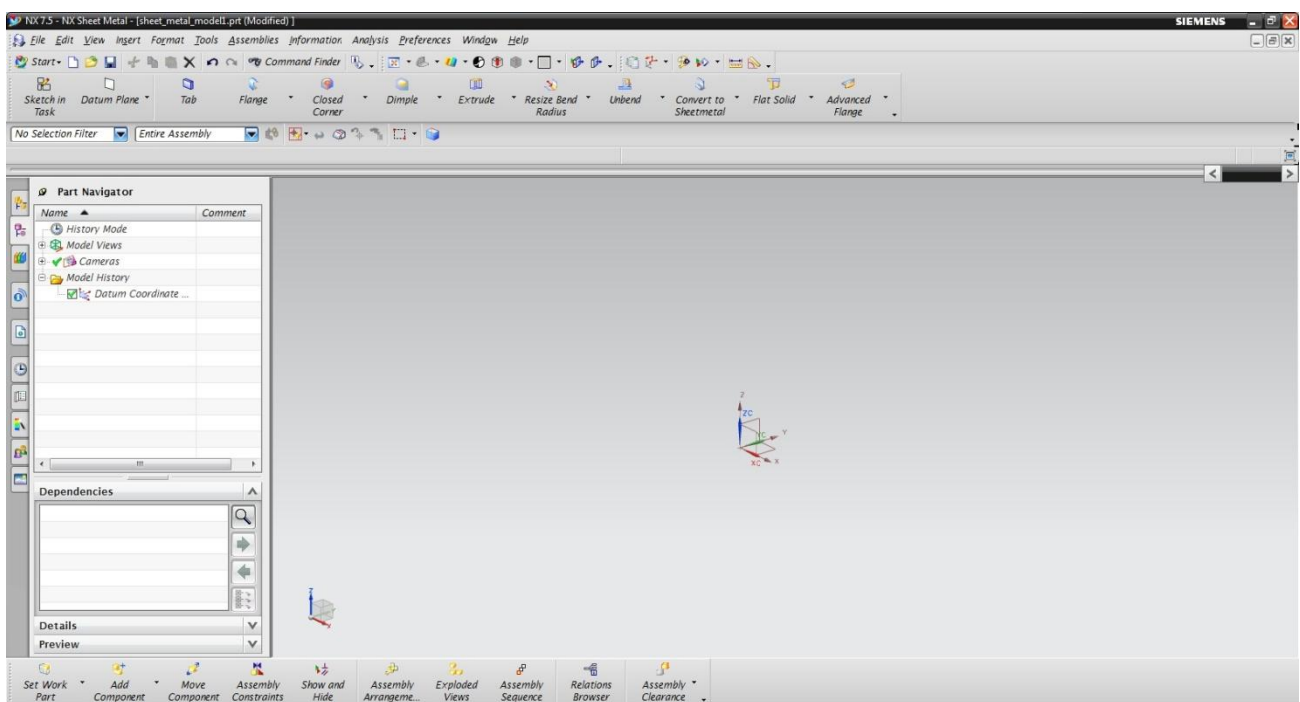 NX 7.5 - NX Sheet Metal - [sheet_metal_model1.prt (Modified) ]
SIEMENS
File Edit View Insert Format Tools Assemblies Information Analysis Preferences Window Help
Start Command Finder
Sketch in Task
Datum Plane
Tab
Flange
Closed Corner
Dimple
Extrude
Resize Bend Radius
Unbend
Convert to Sheetmetal
Flat Solid
Advanced Flange
No Selection Filter
Entire Assembly
Part Navigator
Name Comment
History Mode
Model Views
Cameras
Model History
Datum Coordinate ...
Z
ZC
YC
Y
XC
X
Dependencies
Z
X
Details
Preview
Set Work Part
Add Component
Move Component
Assembly Constraints
Show and Hide
Assembly Arrangeme...
Exploded Views
Assembly Sequence
Relations Browser
Assembly Clearance